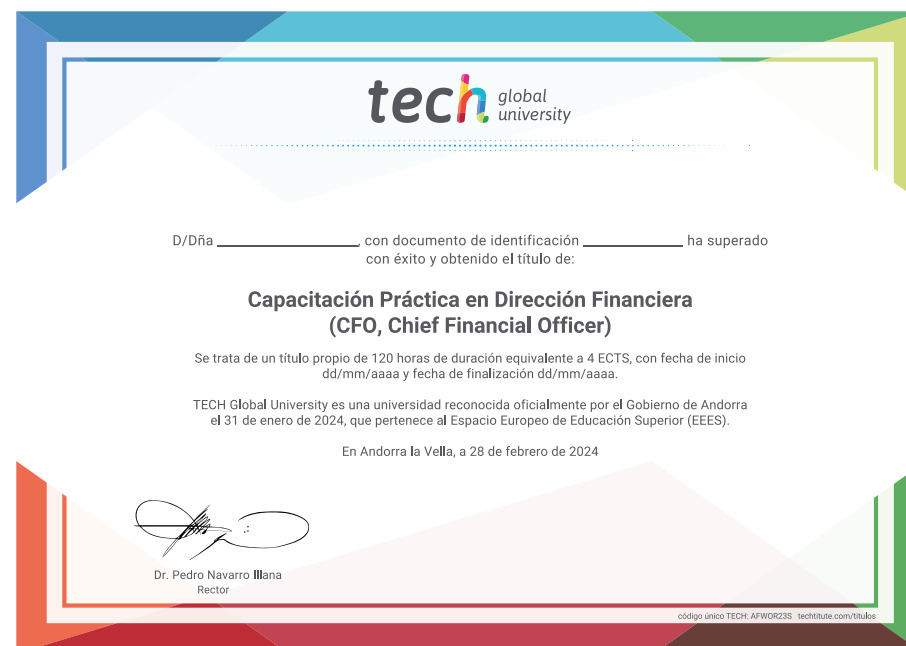 tech global university
D/Dña ____________________, con documento de identificación ______________ ha superado
con éxito y obtenido el título de:
Capacitación Práctica en Dirección Financiera
(CFO, Chief Financial Officer)
Se trata de un título propio de 120 horas de duración equivalente a 4 ECTS, con fecha de inicio
dd/mm/aaaa y fecha de finalización dd/mm/aaaa.
TECH Global University es una universidad reconocida oficialmente por el Gobierno de Andorra
el 31 de enero de 2024, que pertenece al Espacio Europeo de Educación Superior (EEES).
En Andorra la Vella, a 28 de febrero de 2024
Dr. Pedro Navarro Illana
Rector
código único TECH: AFWOR23S techtitute.com/titulos